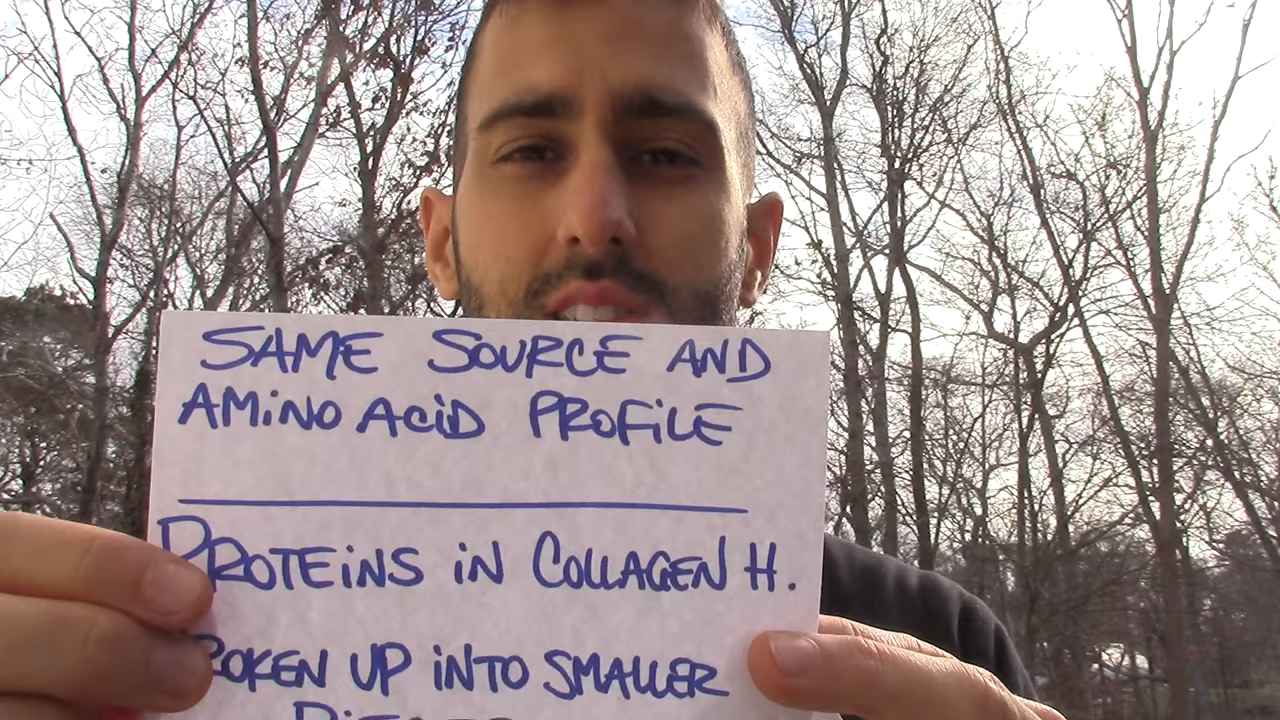 SAME SOURCE AND
AMiNO ACiD PROFiLE
PROTEiNS iN COLLAGEN H.
BROKEN UP iNTO SMALLER